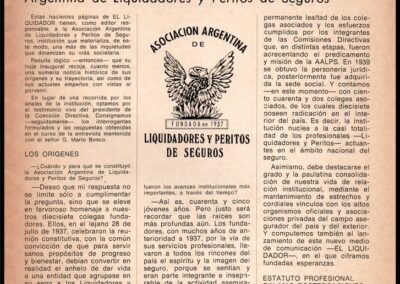 Argentina de Liquidadores y Peritos de Seguros
Estas nacientes páginas de EL LI-
QUIDADOR tienen, como editor res-
ponsable, a la Asociación Argentina
de Liquidadores y Peritos de Segu-
ros, institución que materializa, de es-
te modo, una más de las inquietudes
que dinamizan su vida societaria.
Resulta lógico —entonces— que su
hoja inaugural recoja, cuanto menos,
una sumaria noticia histórica de sus
orígenes y su trayectoria, así como de
sus actuales empeños con vistas al
porvenir.
En lugar de una recorrida por los
anales de la institución, optamos por
el testimonio vivo del presidente de
la Comisión Directiva. Consignamos
—seguidamente— los interrogantes
formulados y las respuestas obtenidas
en el curso de la entrevista mantenida
con el señor G. Mario Bosco.
LOS ORIGENES
—¿Cuándo y para qué se constituyó
la Asociación Argentina de Liquida-
dores y Peritos de Seguros?
—Deseo que mi respuesta no
se limite sólo a cumplimentar
la pregunta, sino que se eleve
en fervoroso homenaje a nues-
tros diecisiete colegas funda-
dores. Ellos, en el lejano 28 de
julio de 1937, celebraron la reu-
nión constitutiva, con la común
convicción de que para servir
sanos propósitos de progreso
y bienestar, debían convertir en
realidad el anhelo de dar vida
a una entidad que agrupase en
su seno a los Liquidadores y
ASOCIACION ARGENTINA
DE
FUNDADA en 1937
LIQUIDADORES Y PERITOS
DE SEGUROS
fueron los avances institucionales más
importantes, a través del tiempo?
—Así es, cuarenta y cinco
jóvenes años. Pero justo será
recordar que las raíces son
más profundas aún. Los funda-
dores, con muchos años de an-
terioridad a 1937, por la vía de
sus servicios profesionales, lle-
vaban a todos los rincones del
país el espíritu y la imagen del
seguro, porque se sentían y
eran parte integrante e insepa-
rable de la actividad asegura-
permanente lealtad de los cole-
gas asociados y los esfuerzos
cumplidos por los integrantes
de las Comisiones Directivas
que, en distintas etapas, fueron
acrecentando el predicamento
y misión de la AALPS. En 1939
se obtuvo la personería jurídi-
ca, posteriormente fue adquiri-
da la sede social. Y contamos
—en este momento— con cien-
to cuarenta y dos colegas aso-
ciados, de los cuales diecisiete
poseen radicación en el inte-
rior del país. Es decir, la insti-
tución nuclea a la casi totali-
dad de los profesionales —Li-
quidadores y Peritos— actuan-
tes en el ámbito nacional del
seguro.
Asimismo, debe destacarse el
grado y la paulatina consolida-
ción de nuestra vida de rela-
ción institucional, mediante el
mantenimiento de estrechos y
cordiales vínculos con los altos
organismos oficiales y asocia-
ciones privadas del campo ase-
gurador del país y del exterior.
Y computemos también el lan-
zamiento de este nuevo medio
de comunicación —EL LIQUI-
DADOR—, en el que ciframos
fundadas esperanzas.
ESTATUTO PROFESIONAL